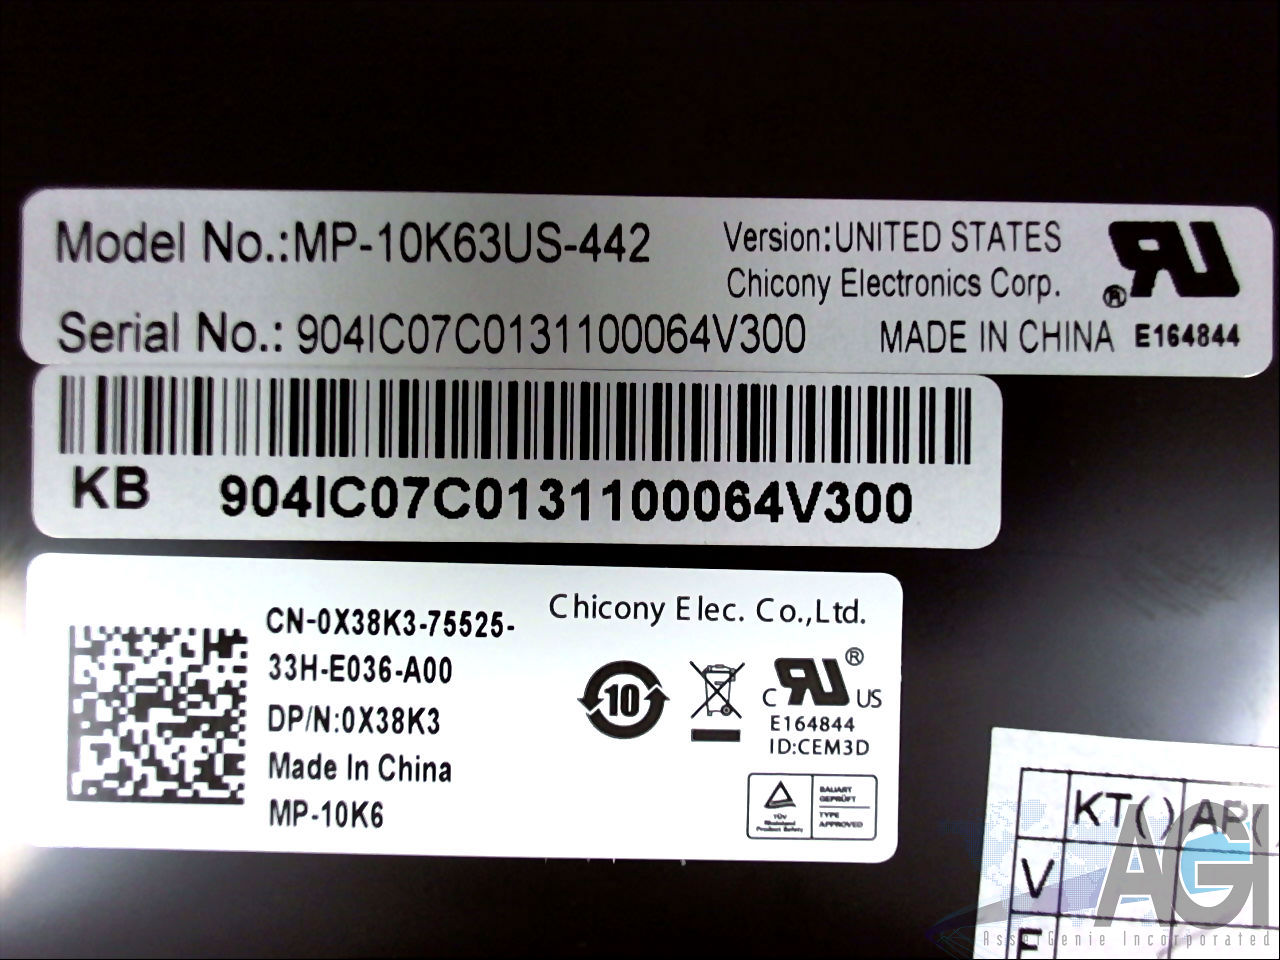 Model No.:MP-10K63US-442
Version:UNITED STATES
Chicony Electronics Corp.
Serial No.: 904IC07C0131100064V300
MADE IN CHINA
®
E164844
KB 904IC07C0131100064V300
CN-0X38K3-75525-
33H-E036-A00
DP/N:0X38K3
Made In China
MP-10K6
Chicony Elec. Co.,Ltd.
10
C US ®
E164844
ID:CEM3D
TÜV
Rheinland
Product Safety
BAUART
GEPRÜFT
TYPE
APPROVED
KT( ) AP(
V
F
AGI
AssetGenie Incorporated